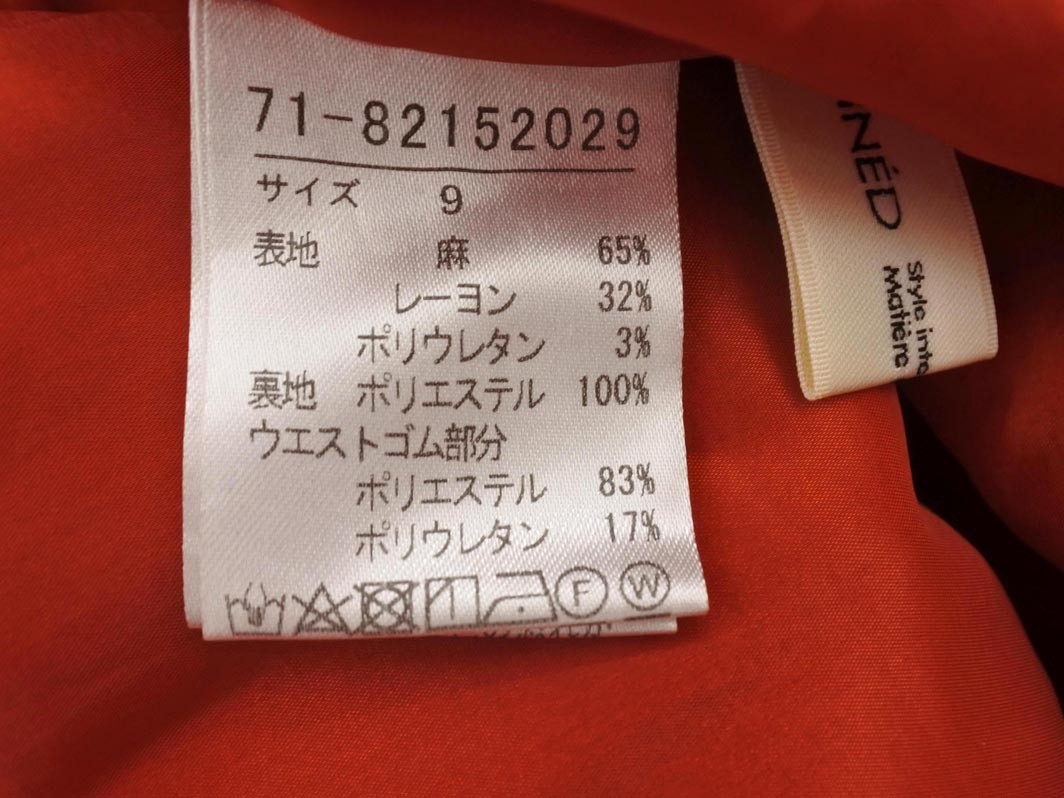 71-82152029
サイズ 9
表地 麻 65%
レーヨン 32%
ポリウレタン 3%
裏地 ポリエステル 100%
ウエストゴム部分
ポリエステル 83%
ポリウレタン 17%
F W
NÉD
Style
Matière